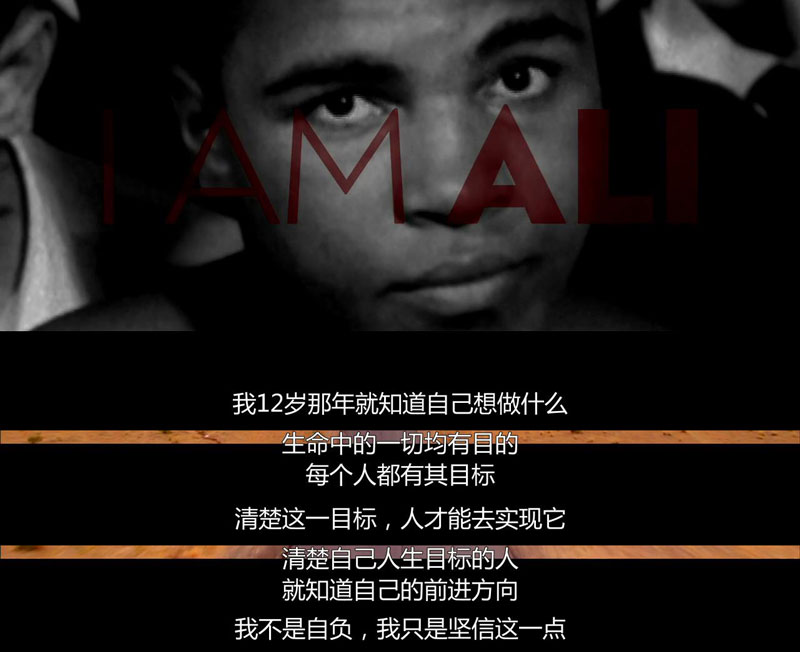 I AM ALI
我12岁那年就知道自己想做什么
生命中的一切均有目的
每个人都有其目标
清楚这一目标，人才能去实现它
清楚自己人生目标的人
就知道自己的前进方向
我不是自负，我只是坚信这一点